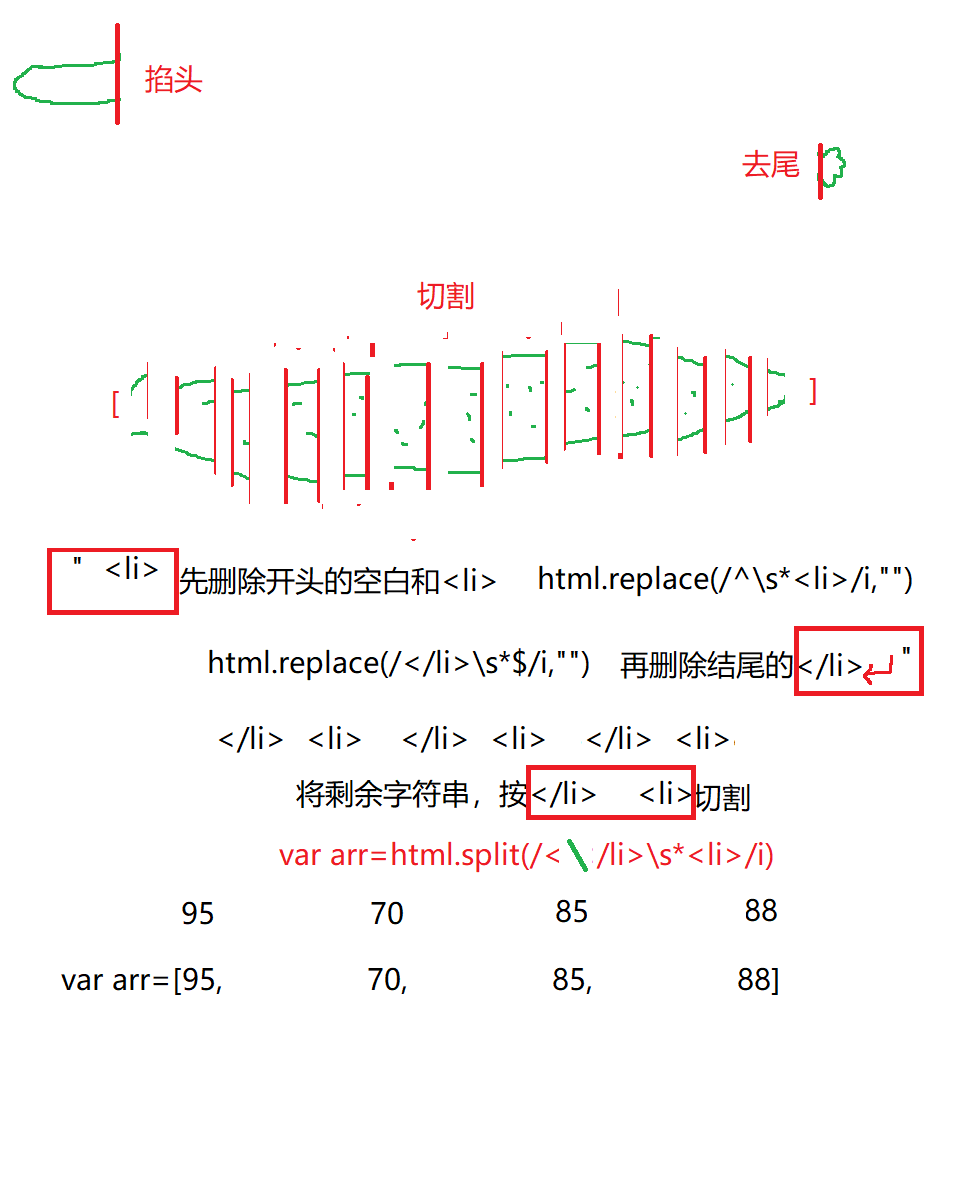 掐头
去尾
切割
[ ]
" <li> 先删除开头的空白和<li> html.replace(/^\s*<li>/i,"")
html.replace(/</li>\s*$/i,"") 再删除结尾的</li>↵ "
</li> <li> </li> <li> </li> <li>
将剩余字符串，按</li> <li>切割
var arr=html.split(/<\/li>\s*<li>/i)
95 70 85 88
var arr=[95, 70, 85, 88]